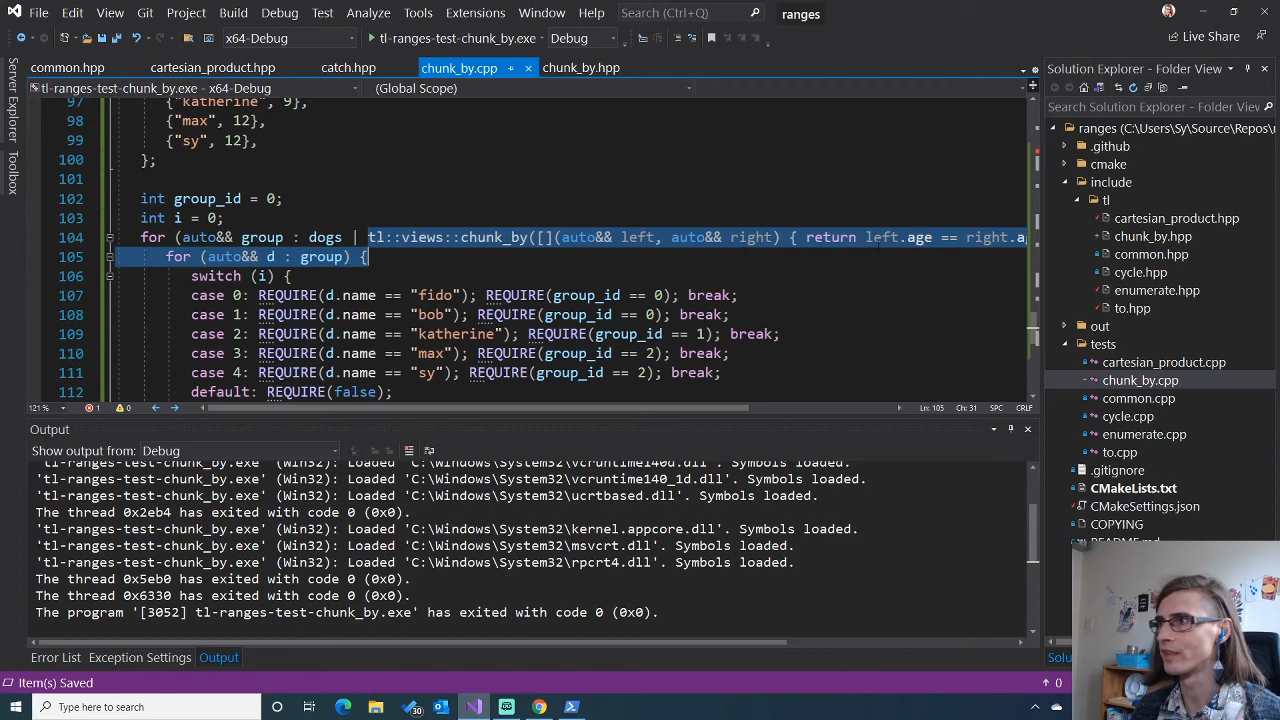 File Edit View Git Project Build Debug Test Analyze Tools Extensions Window Help Search (Ctrl+Q) ranges
x64-Debug tl-ranges-test-chunk_by.exe Debug Live Share
common.hpp cartesian_product.hpp catch.hpp chunk_by.cpp chunk_by.hpp
tl-ranges-test-chunk_by.exe - x64-Debug (Global Scope)
Server Explorer
Toolbox
97 {"katherine", 9},
98 {"max", 12},
99 {"sy", 12},
100 };
101
102 int group_id = 0;
103 int i = 0;
104 for (auto&& group : dogs | tl::views::chunk_by([](auto&& left, auto&& right) { return left.age == right.ag
105 for (auto&& d : group) {
106 switch (i) {
107 case 0: REQUIRE(d.name == "fido"); REQUIRE(group_id == 0); break;
108 case 1: REQUIRE(d.name == "bob"); REQUIRE(group_id == 0); break;
109 case 2: REQUIRE(d.name == "katherine"); REQUIRE(group_id == 1); break;
110 case 3: REQUIRE(d.name == "max"); REQUIRE(group_id == 2); break;
111 case 4: REQUIRE(d.name == "sy"); REQUIRE(group_id == 2); break;
112 default: REQUIRE(false);
121 % 1 0 Ln: 105 Ch: 31 SPC CRLF
Output
Show output from: Debug
'tl-ranges-test-chunk_by.exe' (Win32): Loaded 'C:\Windows\System32\vcruntime140d.dll'. Symbols loaded.
'tl-ranges-test-chunk_by.exe' (Win32): Loaded 'C:\Windows\System32\vcruntime140_1d.dll'. Symbols loaded.
'tl-ranges-test-chunk_by.exe' (Win32): Loaded 'C:\Windows\System32\ucrtbased.dll'. Symbols loaded.
The thread 0x2eb4 has exited with code 0 (0x0).
'tl-ranges-test-chunk_by.exe' (Win32): Loaded 'C:\Windows\System32\kernel.appcore.dll'. Symbols loaded.
'tl-ranges-test-chunk_by.exe' (Win32): Loaded 'C:\Windows\System32\msvcrt.dll'. Symbols loaded.
'tl-ranges-test-chunk_by.exe' (Win32): Loaded 'C:\Windows\System32\rpcrt4.dll'. Symbols loaded.
The thread 0x5eb0 has exited with code 0 (0x0).
The thread 0x6330 has exited with code 0 (0x0).
The program '[3052] tl-ranges-test-chunk_by.exe' has exited with code 0 (0x0).
Error List Exception Settings Output
Solution Explorer - Folder View
Search Solution Explorer - Folder View
ranges (C:\Users\Sy\Source\Repos\
.github
cmake
include
tl
cartesian_product.hpp
chunk_by.hpp
common.hpp
cycle.hpp
enumerate.hpp
to.hpp
out
tests
cartesian_product.cpp
chunk_by.cpp
common.cpp
cycle.cpp
enumerate.cpp
to.cpp
.gitignore
CMakeLists.txt
CMakeSettings.json
COPYING
Item(s) Saved 0
Type here to search 30